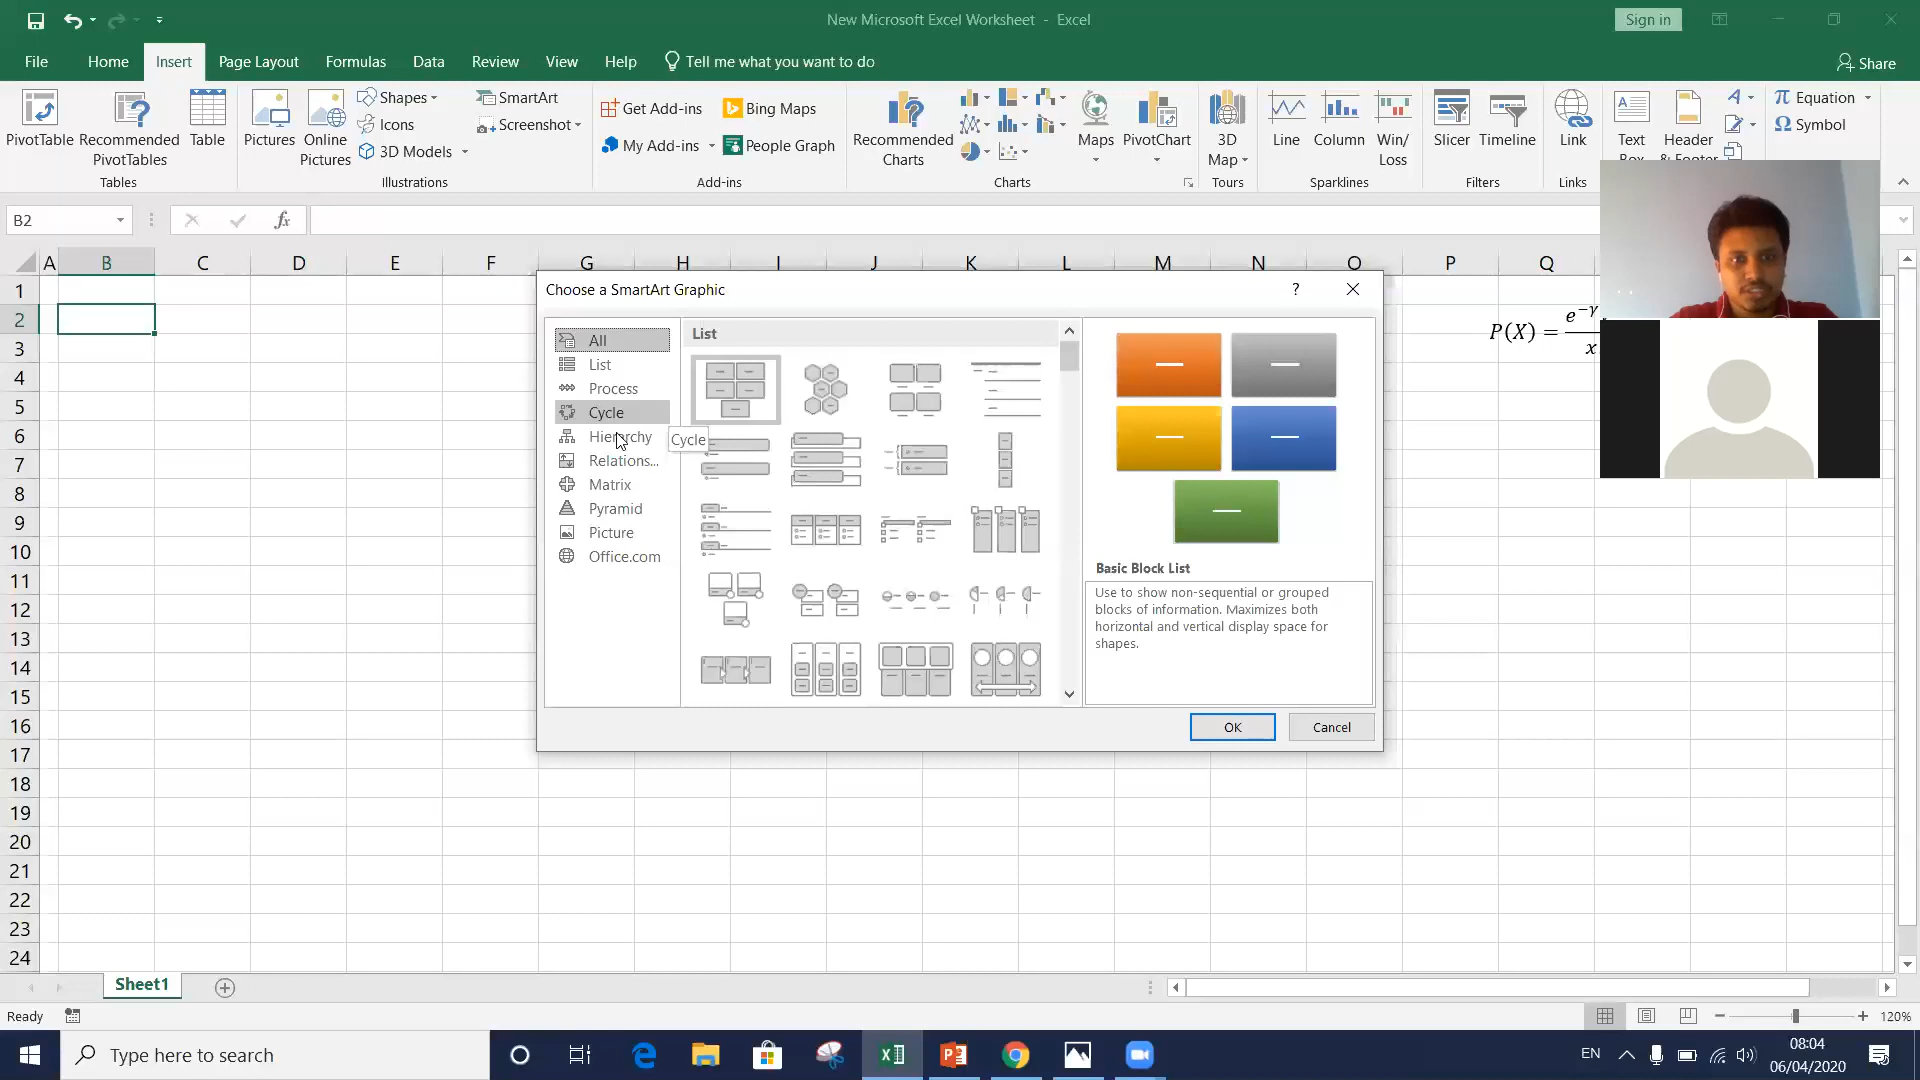 New Microsoft Excel Worksheet - Excel
Sign in
File Home Insert Page Layout Formulas Data Review View Help Tell me what you want to do Share
PivotTable
Recommended
PivotTables
Table
Tables
Pictures
Online
Pictures
Shapes
Icons
3D Models
SmartArt
Screenshot
Illustrations
Get Add-ins
My Add-ins
Bing Maps
People Graph
Add-ins
Recommended
Charts
Maps
PivotChart
Charts
3D
Map
Tours
Line
Column
Win/
Loss
Sparklines
Slicer
Timeline
Filters
Link
Links
Text
Box
Header
& Footer
Equation
Symbol
B2
fx
A B C D E F G H I J K L M N O P Q
1
2
3
4
5
6
7
8
9
10
11
12
13
14
15
16
17
18
19
20
21
22
23
24
P(X) = e^-γ
x
Choose a SmartArt Graphic
?
All
List
Process
Cycle
Hierarchy
Relations...
Matrix
Pyramid
Picture
Office.com
Cycle
List
Basic Block List
Use to show non-sequential or grouped
blocks of information. Maximizes both
horizontal and vertical display space for
shapes.
OK
Cancel
Sheet1
Ready
120%
Type here to search
EN
08:04
06/04/2020